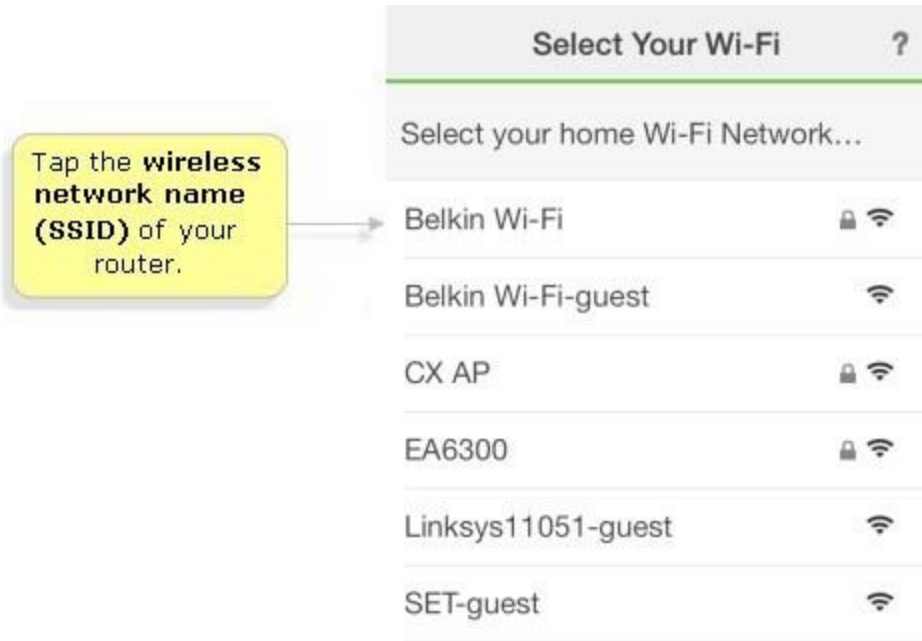 Select Your Wi-Fi ?
Select your home Wi-Fi Network...
Tap the wireless
network name
(SSID) of your
router.
Belkin Wi-Fi
Belkin Wi-Fi-guest
CX AP
EA6300
Linksys11051-guest
SET-guest